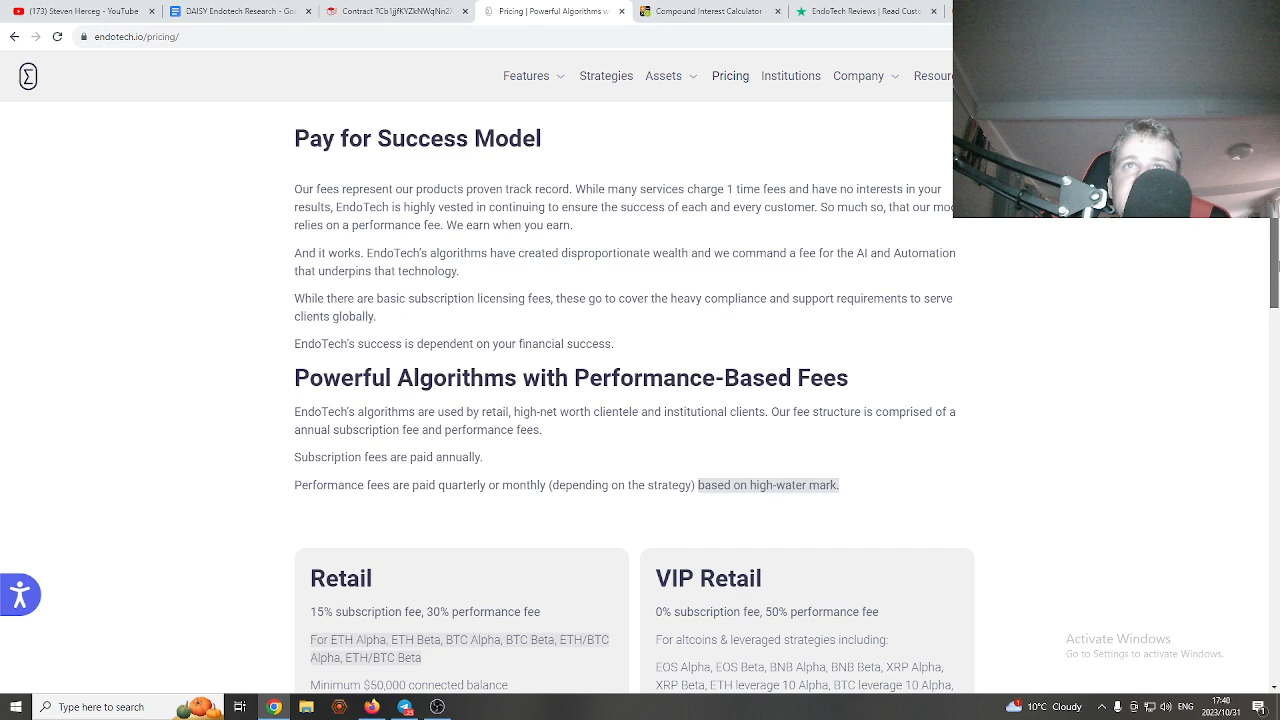 DAISY Endotech Research - Goo
Steven Herceg - YouTube
Contract TCb1jjfKYZkNWqNn2X
Pricing | Powerful Algorithms w
Compound Interest Calculator
EndoTech Reviews | Read Custo
endotech.io/pricing/
Features
Strategies
Assets
Pricing
Institutions
Company
Resour
Pay for Success Model
Our fees represent our products proven track record. While many services charge 1 time fees and have no interests in your
results, EndoTech is highly vested in continuing to ensure the success of each and every customer. So much so, that our mod
relies on a performance fee. We earn when you earn.
And it works. EndoTech's algorithms have created disproportionate wealth and we command a fee for the AI and Automation
that underpins that technology.
While there are basic subscription licensing fees, these go to cover the heavy compliance and support requirements to serve
clients globally.
EndoTech's success is dependent on your financial success.
Powerful Algorithms with Performance-Based Fees
EndoTech's algorithms are used by retail, high-net worth clientele and institutional clients. Our fee structure is comprised of a
annual subscription fee and performance fees.
Subscription fees are paid annually.
Performance fees are paid quarterly or monthly (depending on the strategy) based on high-water mark.
Retail
15% subscription fee, 30% performance fee
For ETH Alpha, ETH Beta, BTC Alpha, BTC Beta, ETH/BTC
Alpha, ETH/BTC Beta
Minimum $50,000 connected balance
VIP Retail
0% subscription fee, 50% performance fee
For altcoins & leveraged strategies including:
EOS Alpha, EOS Beta, BNB Alpha, BNB Beta, XRP Alpha,
XRP Beta, ETH leverage 10 Alpha, BTC leverage 10 Alpha,
Activate Windows
Go to Settings to activate Windows.
Type here to search
23
10°C Cloudy
ENG
17:40
2023/10/31